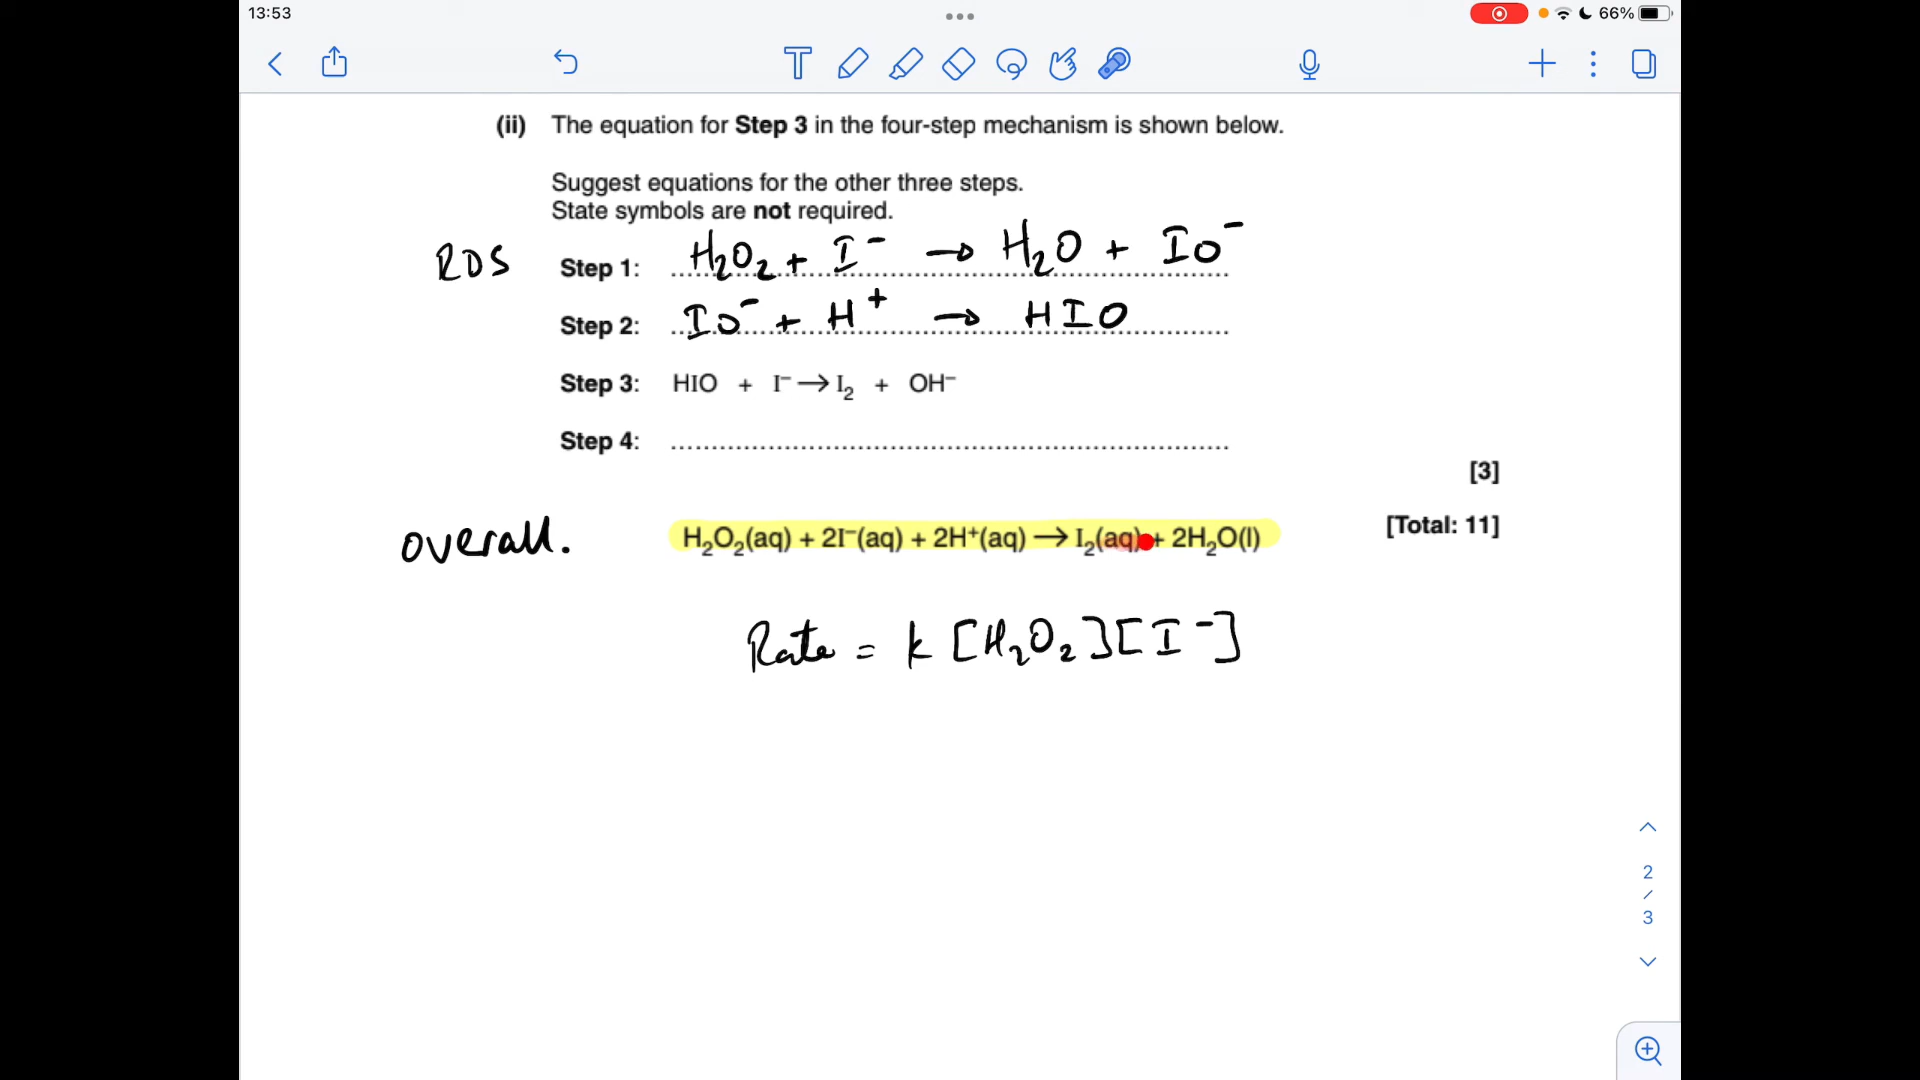 13:53
66%
(ii) The equation for Step 3 in the four-step mechanism is shown below.
Suggest equations for the other three steps.
State symbols are not required.
RDS Step 1: H₂O₂ + I⁻ → H₂O + IO⁻
Step 2: IO⁻ + H⁺ → HIO
Step 3: HIO + I⁻ → I₂ + OH⁻
Step 4: ........................................................................
[3]
overall. H₂O₂(aq) + 2I⁻(aq) + 2H⁺(aq) → I₂(aq) + 2H₂O(l) [Total: 11]
Rate = k [H₂O₂][I⁻]
2
/
3